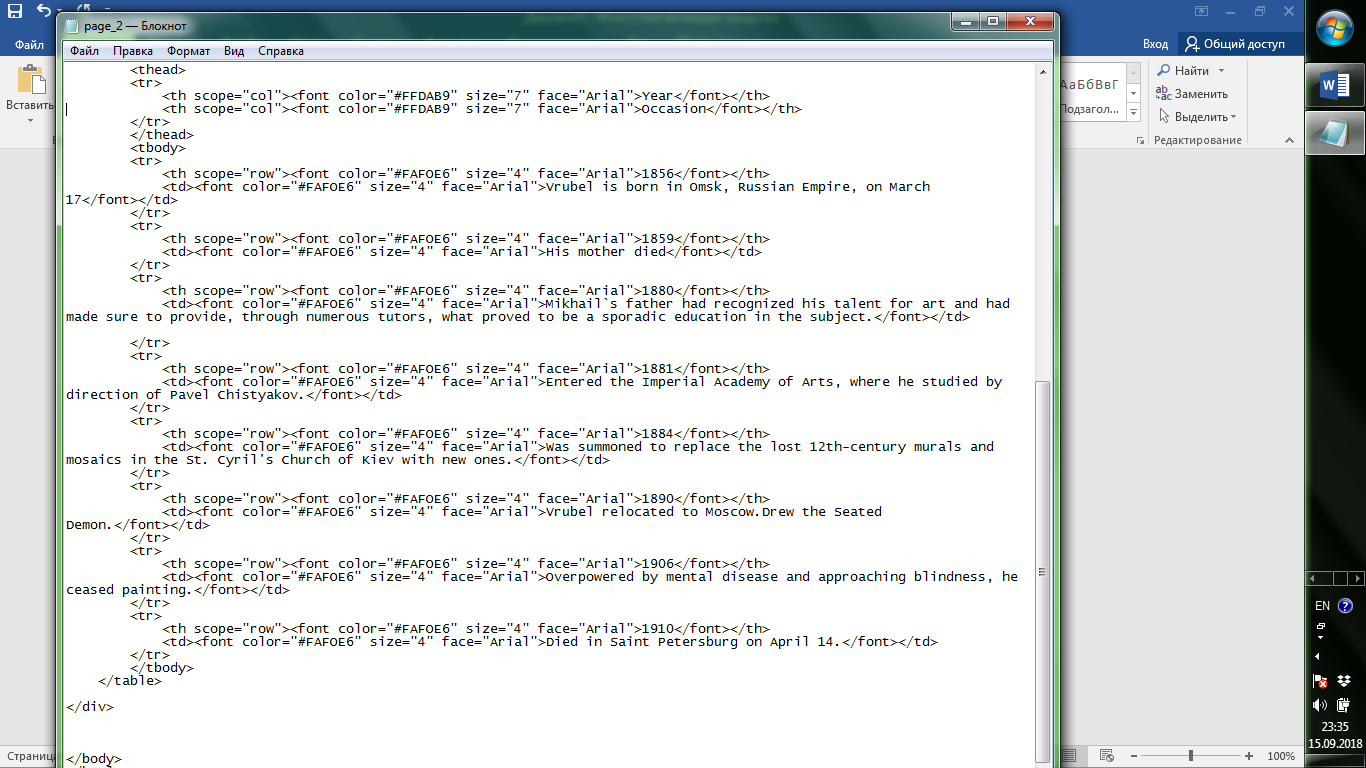 page_2 — Блокнот
Файл
Вход
Общий доступ
Файл Правка Формат Вид Справка
Вставить
АаБбВвГ
Подзагол...
Найти
Заменить
Выделить
Редактирование
<thead>
<tr>
<th scope="col"><font color="#FFDAB9" size="7" face="Arial">Year</font></th>
<th scope="col"><font color="#FFDAB9" size="7" face="Arial">Occasion</font></th>
</tr>
</thead>
<tbody>
<tr>
<th scope="row"><font color="#FAFOE6" size="4" face="Arial">1856</font></th>
<td><font color="#FAFOE6" size="4" face="Arial">Vrubel is born in Omsk, Russian Empire, on March
17</font></td>
</tr>
<tr>
<th scope="row"><font color="#FAFOE6" size="4" face="Arial">1859</font></th>
<td><font color="#FAFOE6" size="4" face="Arial">His mother died</font></td>
</tr>
<tr>
<th scope="row"><font color="#FAFOE6" size="4" face="Arial">1880</font></th>
<td><font color="#FAFOE6" size="4" face="Arial">Mikhail`s father had recognized his talent for art and had
made sure to provide, through numerous tutors, what proved to be a sporadic education in the subject.</font></td>
</tr>
<tr>
<th scope="row"><font color="#FAFOE6" size="4" face="Arial">1881</font></th>
<td><font color="#FAFOE6" size="4" face="Arial">Entered the Imperial Academy of Arts, where he studied by
direction of Pavel Chistyakov.</font></td>
</tr>
<tr>
<th scope="row"><font color="#FAFOE6" size="4" face="Arial">1884</font></th>
<td><font color="#FAFOE6" size="4" face="Arial">Was summoned to replace the lost 12th-century murals and
mosaics in the St. Cyril's Church of Kiev with new ones.</font></td>
</tr>
<tr>
<th scope="row"><font color="#FAFOE6" size="4" face="Arial">1890</font></th>
<td><font color="#FAFOE6" size="4" face="Arial">Vrubel relocated to Moscow.Drew the Seated
Demon.</font></td>
</tr>
<tr>
<th scope="row"><font color="#FAFOE6" size="4" face="Arial">1906</font></th>
<td><font color="#FAFOE6" size="4" face="Arial">Overpowered by mental disease and approaching blindness, he
ceased painting.</font></td>
</tr>
<tr>
<th scope="row"><font color="#FAFOE6" size="4" face="Arial">1910</font></th>
<td><font color="#FAFOE6" size="4" face="Arial">Died in Saint Petersburg on April 14.</font></td>
</tr>
</tbody>
</table>
</div>
</body>
Страница
100%
EN
23:35
15.09.2018